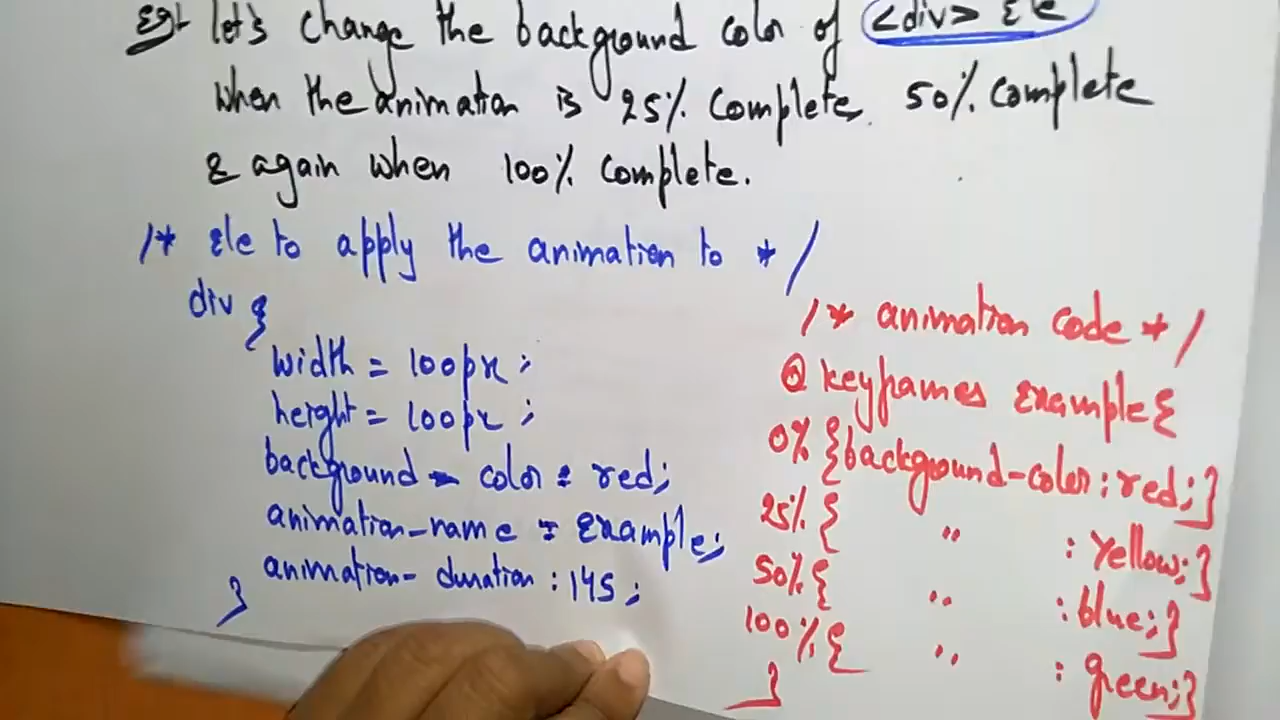 Eg:- let's change the background color of <div> Ele
when the animation is 25% Complete. 50% Complete
& again when 100% Complete.
/* Ele to apply the animation to */
div {
width = 100px ;
height = 100px ;
background - color : red;
animation-name = Example;
animation- duration : 14s ;
}
/* animation code */
@ keyframes Example {
0% {background-color : red;}
25% { " : yellow;}
50% { " : blue;}
100% { " : green;}
}